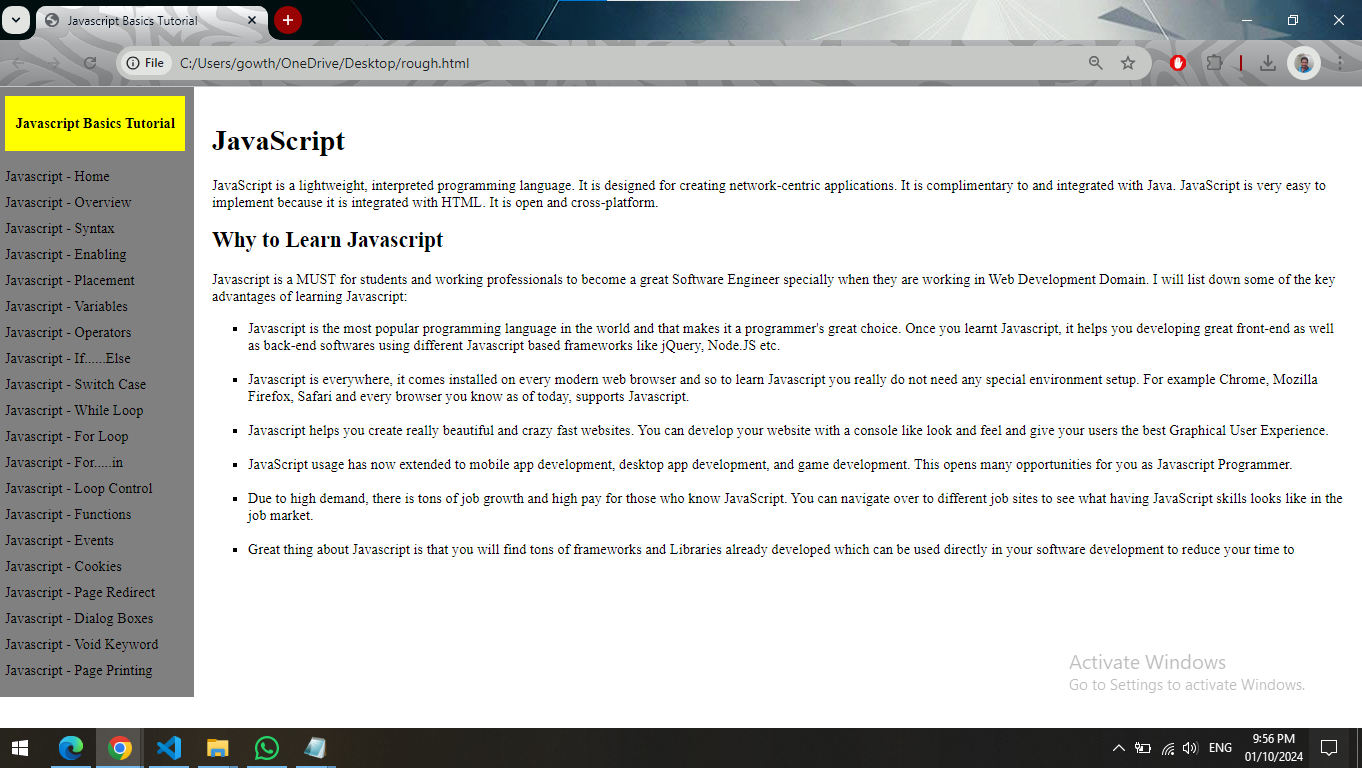 Javascript Basics Tutorial
File
C:/Users/gowth/OneDrive/Desktop/rough.html
Javascript Basics Tutorial
Javascript - Home
Javascript - Overview
Javascript - Syntax
Javascript - Enabling
Javascript - Placement
Javascript - Variables
Javascript - Operators
Javascript - If......Else
Javascript - Switch Case
Javascript - While Loop
Javascript - For Loop
Javascript - For.....in
Javascript - Loop Control
Javascript - Functions
Javascript - Events
Javascript - Cookies
Javascript - Page Redirect
Javascript - Dialog Boxes
Javascript - Void Keyword
Javascript - Page Printing
JavaScript
JavaScript is a lightweight, interpreted programming language. It is designed for creating network-centric applications. It is complimentary to and integrated with Java. JavaScript is very easy to
implement because it is integrated with HTML. It is open and cross-platform.
Why to Learn Javascript
Javascript is a MUST for students and working professionals to become a great Software Engineer specially when they are working in Web Development Domain. I will list down some of the key
advantages of learning Javascript:
Javascript is the most popular programming language in the world and that makes it a programmer's great choice. Once you learnt Javascript, it helps you developing great front-end as well
as back-end softwares using different Javascript based frameworks like jQuery, Node.JS etc.
Javascript is everywhere, it comes installed on every modern web browser and so to learn Javascript you really do not need any special environment setup. For example Chrome, Mozilla
Firefox, Safari and every browser you know as of today, supports Javascript.
Javascript helps you create really beautiful and crazy fast websites. You can develop your website with a console like look and feel and give your users the best Graphical User Experience.
JavaScript usage has now extended to mobile app development, desktop app development, and game development. This opens many opportunities for you as Javascript Programmer.
Due to high demand, there is tons of job growth and high pay for those who know JavaScript. You can navigate over to different job sites to see what having JavaScript skills looks like in the
job market.
Great thing about Javascript is that you will find tons of frameworks and Libraries already developed which can be used directly in your software development to reduce your time to
Activate Windows
Go to Settings to activate Windows.
ENG
9:56 PM
01/10/2024